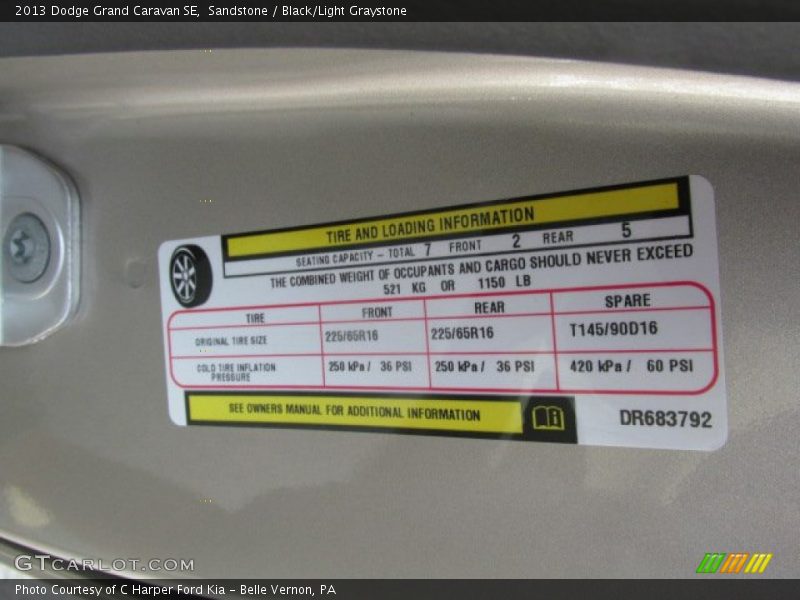 2013 Dodge Grand Caravan SE,  Sandstone / Black/Light Graystone
TIRE AND LOADING INFORMATION
SEATING CAPACITY - TOTAL 7 FRONT 2 REAR 5
THE COMBINED WEIGHT OF OCCUPANTS AND CARGO SHOULD NEVER EXCEED
521 KG OR 1150 LB
TIRE FRONT REAR SPARE
ORIGINAL TIRE SIZE 225/65R16 225/65R16 T145/90D16
COLD TIRE INFLATION PRESSURE 250 kPa / 36 PSI 250 kPa / 36 PSI 420 kPa / 60 PSI
SEE OWNERS MANUAL FOR ADDITIONAL INFORMATION
DR683792
GTCARLOT.COM
Photo Courtesy of C Harper Ford Kia - Belle Vernon, PA